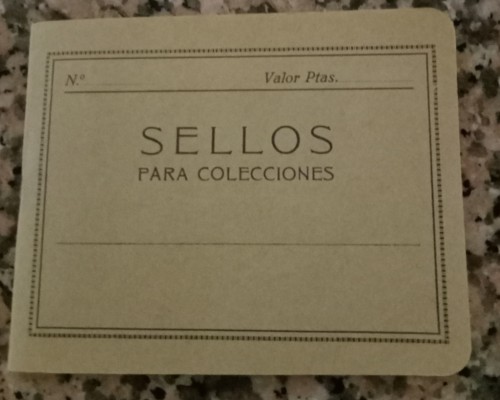 N.º Valor Ptas.
SELLOS
PARA COLECCIONES